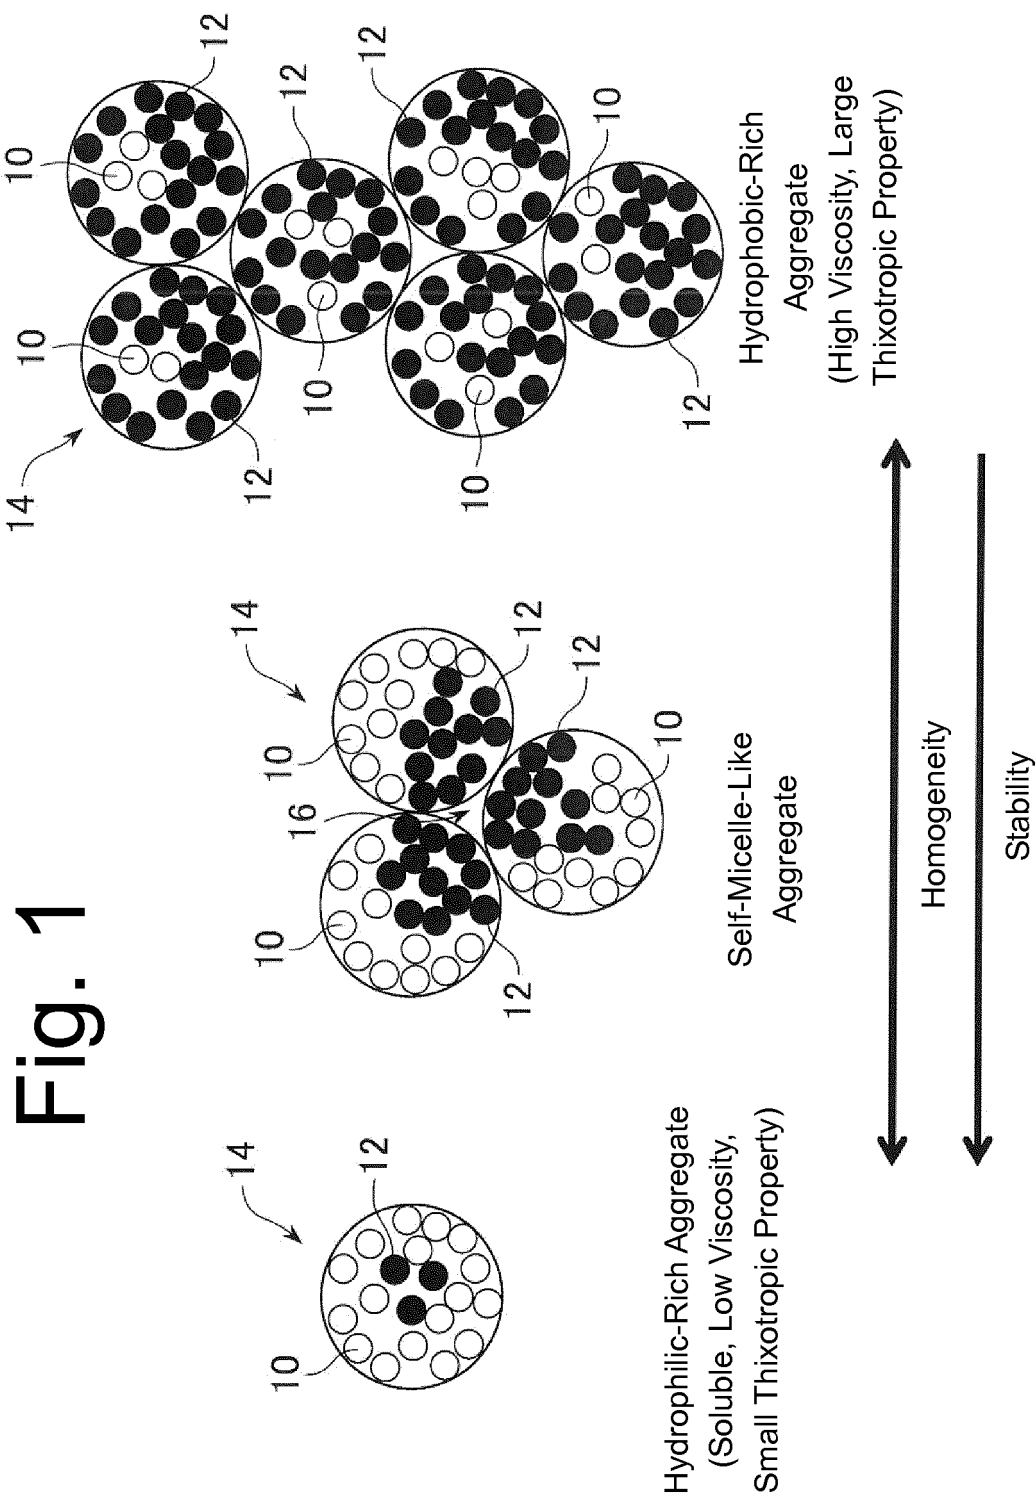 Fig. 1
14
12
10
14
10
10
16
12
12
12
10
14
10
10
12
12
12
10
12
10
10
12
Hydrophilic-Rich Aggregate
(Soluble, Low Viscosity,
Small Thixotropic Property)
Self-Micelle-Like
Aggregate
Hydrophobic-Rich
Aggregate
(High Viscosity, Large
Thixotropic Property)
Homogeneity
Stability